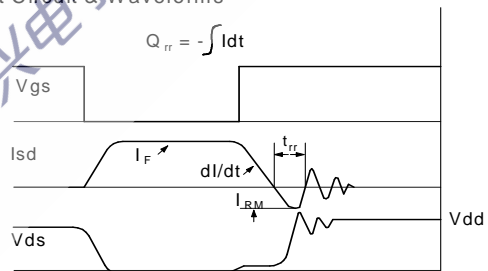 Q rr = -∫Idt
Vgs
Isd
I F
dI/dt
t rr
I RM
Vdd
Vds